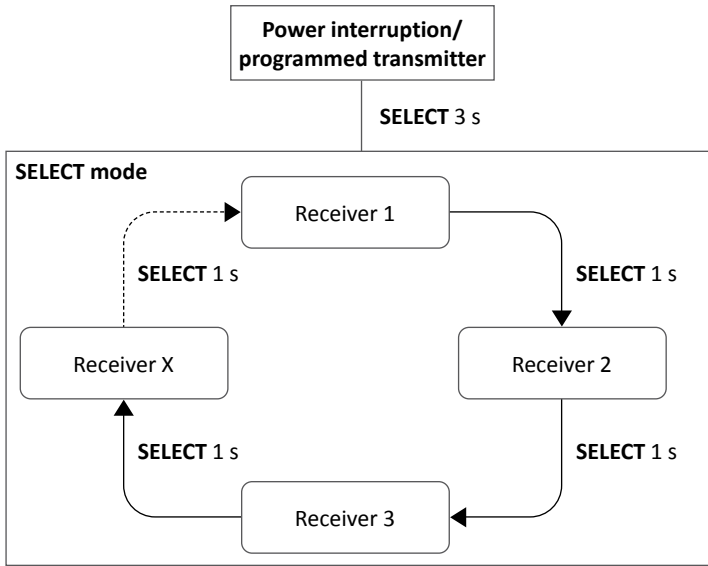 Power interruption/
programmed transmitter
SELECT 3 s
SELECT mode
Receiver 1
SELECT 1 s
SELECT 1 s
Receiver X
Receiver 2
SELECT 1 s
SELECT 1 s
Receiver 3